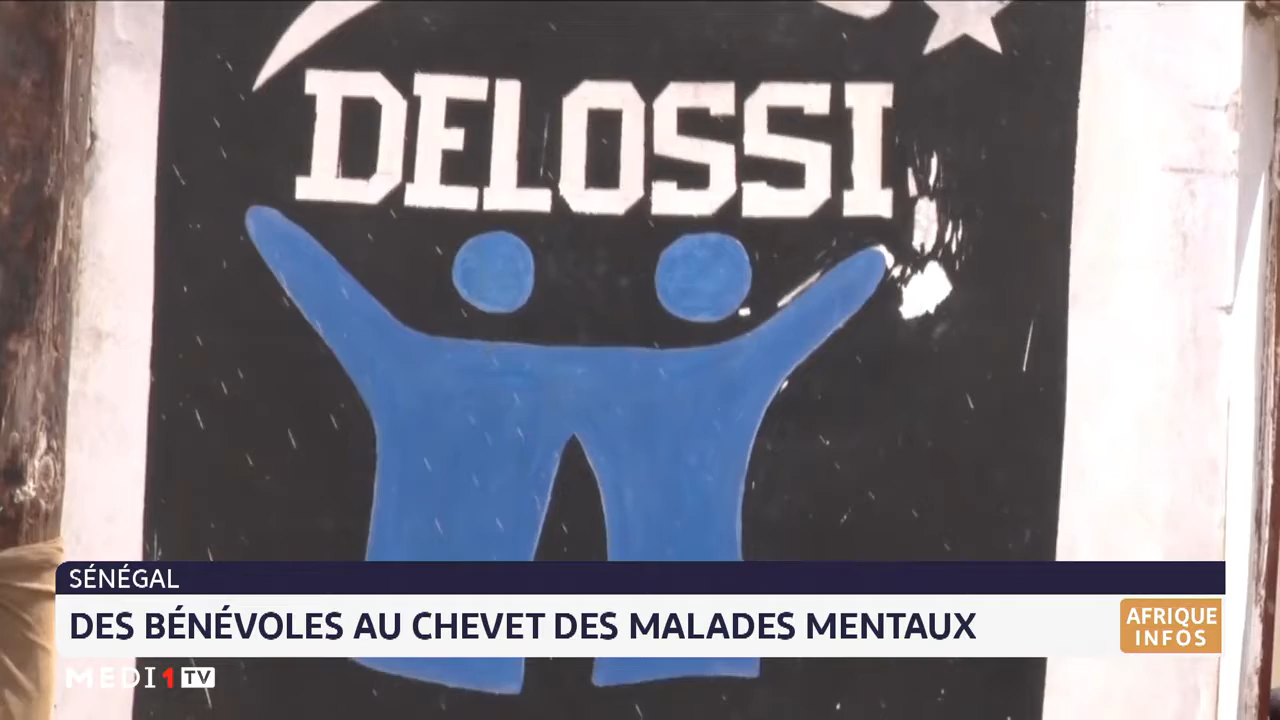 DELOSSI
SÉNÉGAL
DES BÉNÉVOLES AU CHEVET DES MALADES MENTAUX
AFRIQUE
INFOS
MEDI1TV